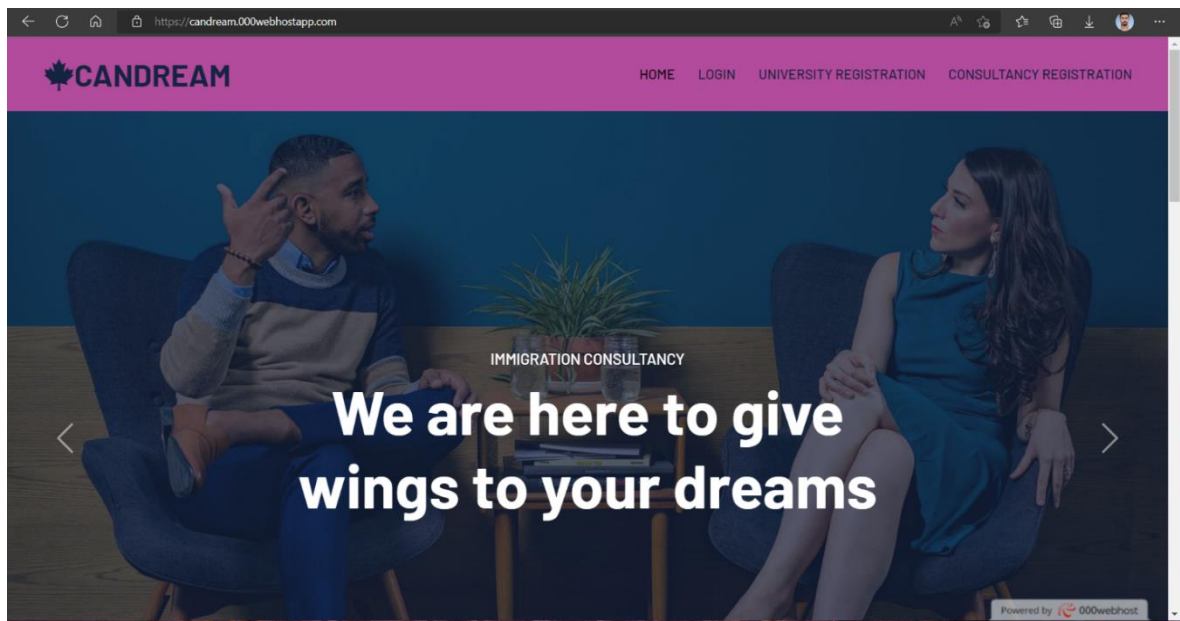 https://candream.000webhostapp.com
CANDREAM
HOME LOGIN UNIVERSITY REGISTRATION CONSULTANCY REGISTRATION
IMMIGRATION CONSULTANCY
We are here to give
wings to your dreams
Powered by 000webhost